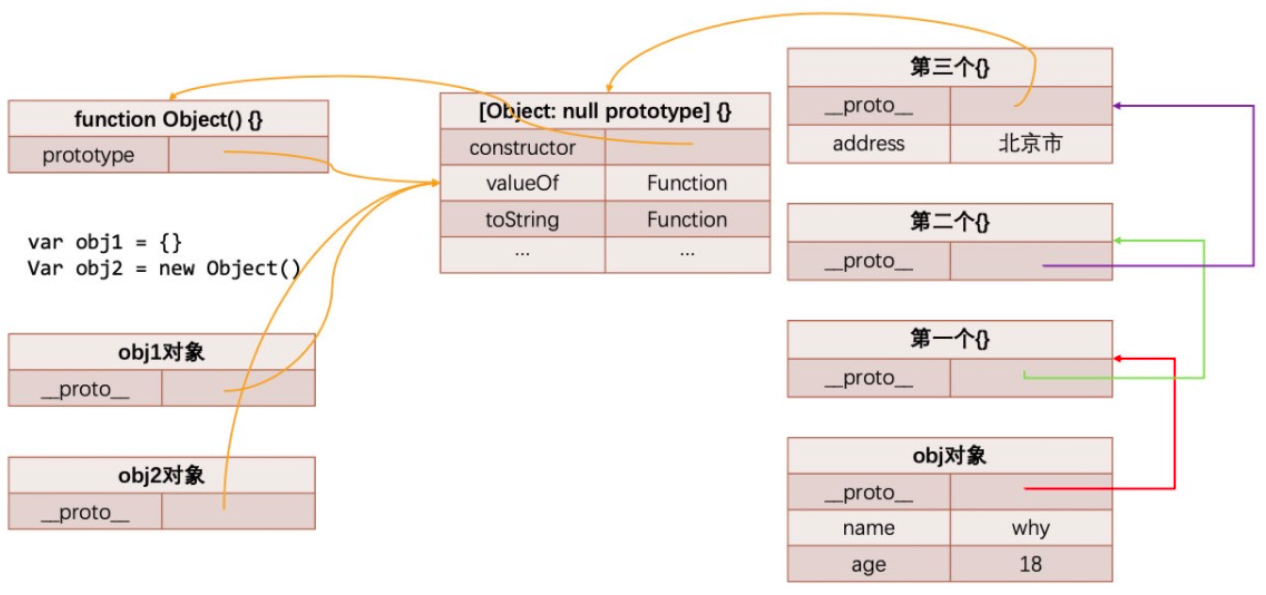 function Object() {}
prototype
var obj1 = {}
Var obj2 = new Object()
obj1对象
__proto__
obj2对象
__proto__
[Object: null prototype] {}
constructor
valueOf Function
toString Function
... ...
第三个{}
__proto__
address 北京市
第二个{}
__proto__
第一个{}
__proto__
obj对象
__proto__
name why
age 18